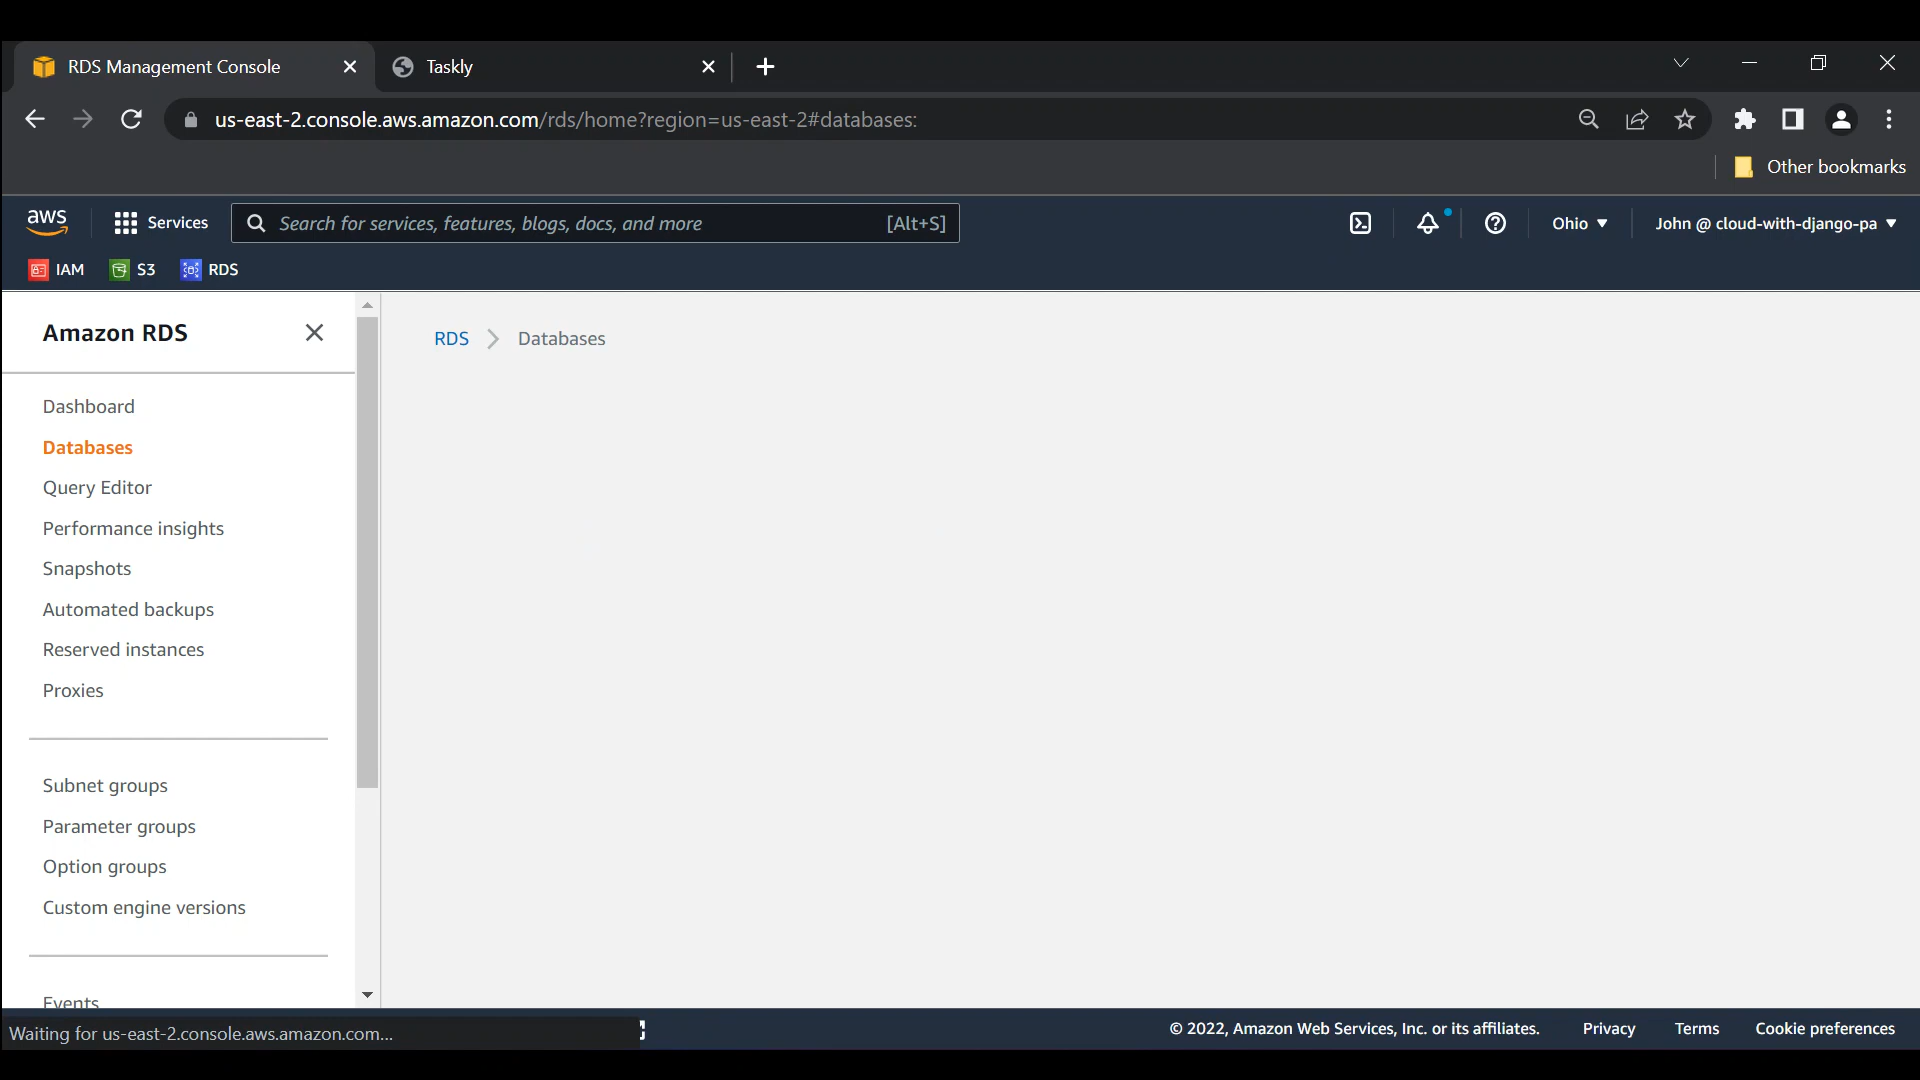 RDS Management Console
Taskly
us-east-2.console.aws.amazon.com/rds/home?region=us-east-2#databases:
Other bookmarks
aws
Services
Search for services, features, blogs, docs, and more
[Alt+S]
Ohio
John @ cloud-with-django-pa
IAM
S3
RDS
Amazon RDS
RDS
Databases
Dashboard
Databases
Query Editor
Performance insights
Snapshots
Automated backups
Reserved instances
Proxies
Subnet groups
Parameter groups
Option groups
Custom engine versions
Events
Waiting for us-east-2.console.aws.amazon.com...
© 2022, Amazon Web Services, Inc. or its affiliates.
Privacy
Terms
Cookie preferences